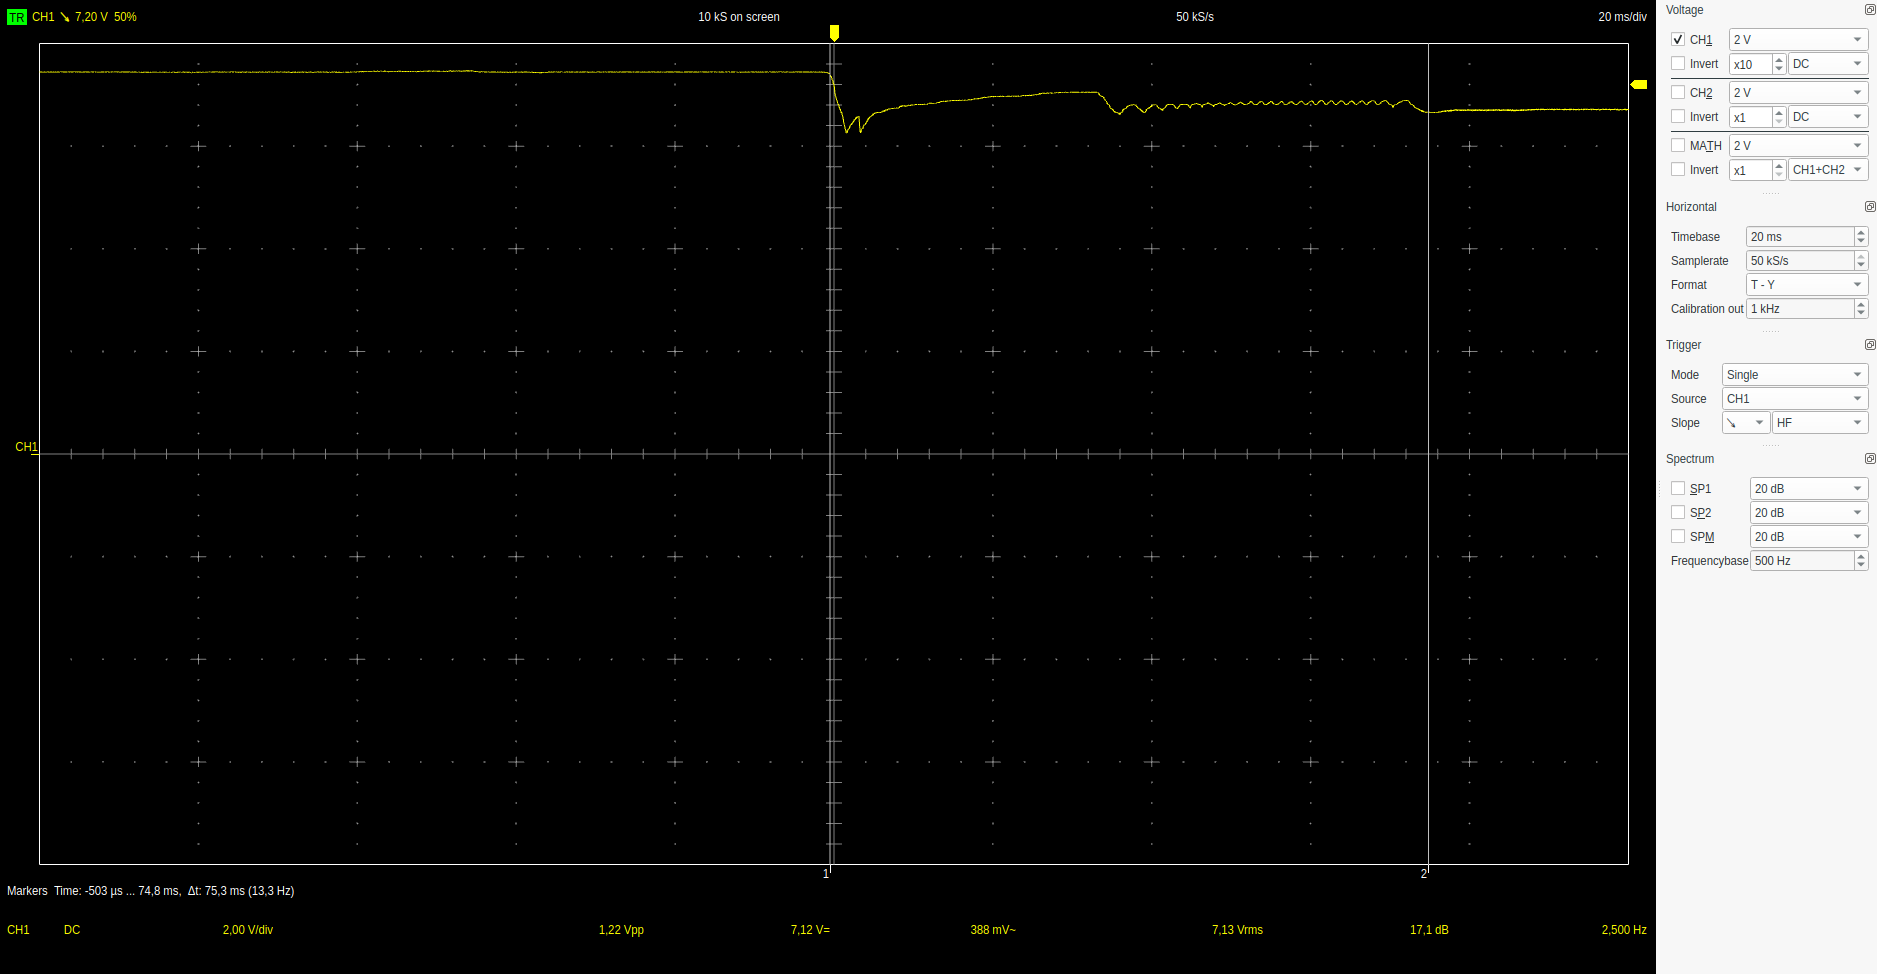 TR CH1 ↘ 7,20 V 50% 10 kS on screen 50 kS/s 20 ms/div
CH1
1 2
Markers Time: -503 µs ... 74,8 ms, Δt: 75,3 ms (13,3 Hz)
CH1 DC 2,00 V/div 1,22 Vpp 7,12 V= 388 mV~ 7,13 Vrms 17,1 dB 2,500 Hz
Voltage
CH1 2 V
Invert x10 DC
CH2 2 V
Invert x1 DC
MATH 2 V
Invert x1 CH1+CH2
Horizontal
Timebase 20 ms
Samplerate 50 kS/s
Format T - Y
Calibration out 1 kHz
Trigger
Mode Single
Source CH1
Slope ↘ HF
Spectrum
SP1 20 dB
SP2 20 dB
SPM 20 dB
Frequencybase 500 Hz